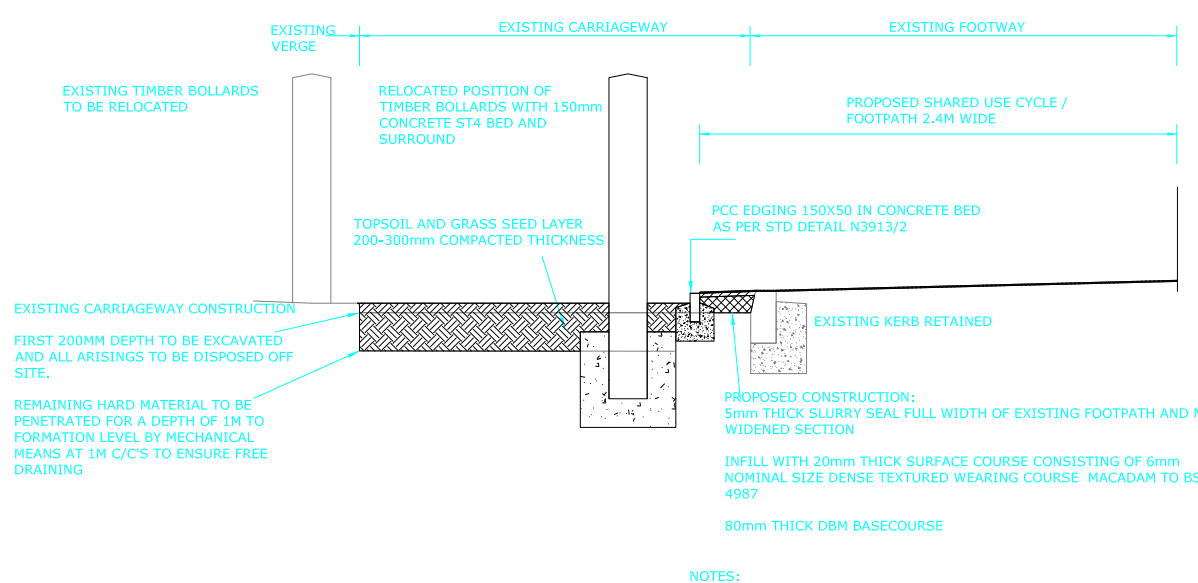 EXISTING
VERGE
EXISTING CARRIAGEWAY
EXISTING FOOTWAY
EXISTING TIMBER BOLLARDS
TO BE RELOCATED
RELOCATED POSITION OF
TIMBER BOLLARDS WITH 150mm
CONCRETE ST4 BED AND
SURROUND
PROPOSED SHARED USE CYCLE /
FOOTPATH 2.4M WIDE
TOPSOIL AND GRASS SEED LAYER
200-300mm COMPACTED THICKNESS
PCC EDGING 150X50 IN CONCRETE BED
AS PER STD DETAIL N3913/2
EXISTING CARRIAGEWAY CONSTRUCTION
FIRST 200MM DEPTH TO BE EXCAVATED
AND ALL ARISINGS TO BE DISPOSED OFF
SITE.
REMAINING HARD MATERIAL TO BE
PENETRATED FOR A DEPTH OF 1M TO
FORMATION LEVEL BY MECHANICAL
MEANS AT 1M C/C'S TO ENSURE FREE
DRAINING
EXISTING KERB RETAINED
PROPOSED CONSTRUCTION:
5mm THICK SLURRY SEAL FULL WIDTH OF EXISTING FOOTPATH AND
WIDENED SECTION
INFILL WITH 20mm THICK SURFACE COURSE CONSISTING OF 6mm
NOMINAL SIZE DENSE TEXTURED WEARING COURSE MACADAM TO BS
4987
80mm THICK DBM BASECOURSE
NOTES: